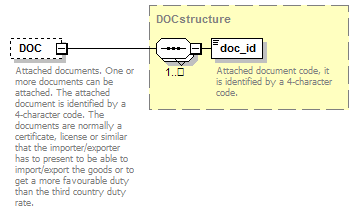 DOCstructure
DOC
doc_id
1..□
Attached documents. One or
more documents can be
attached. The attached
document is identified by a
4-character code. The
documents are normally a
certificate, license or similar
that the importer/exporter
has to present to be able to
import/export the goods or to
get a more favourable duty
than the third country duty
rate.
Attached document code, it
is identified by a 4-character
code.